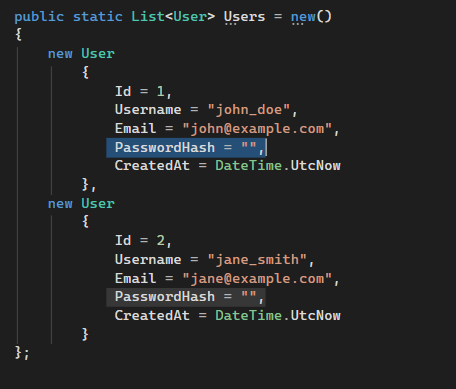 public static List<User> Users = new()
{
    new User
        {
            Id = 1,
            Username = "john_doe",
            Email = "john@example.com",
            PasswordHash = "",
            CreatedAt = DateTime.UtcNow
        },
    new User
        {
            Id = 2,
            Username = "jane_smith",
            Email = "jane@example.com",
            PasswordHash = "",
            CreatedAt = DateTime.UtcNow
        }
};